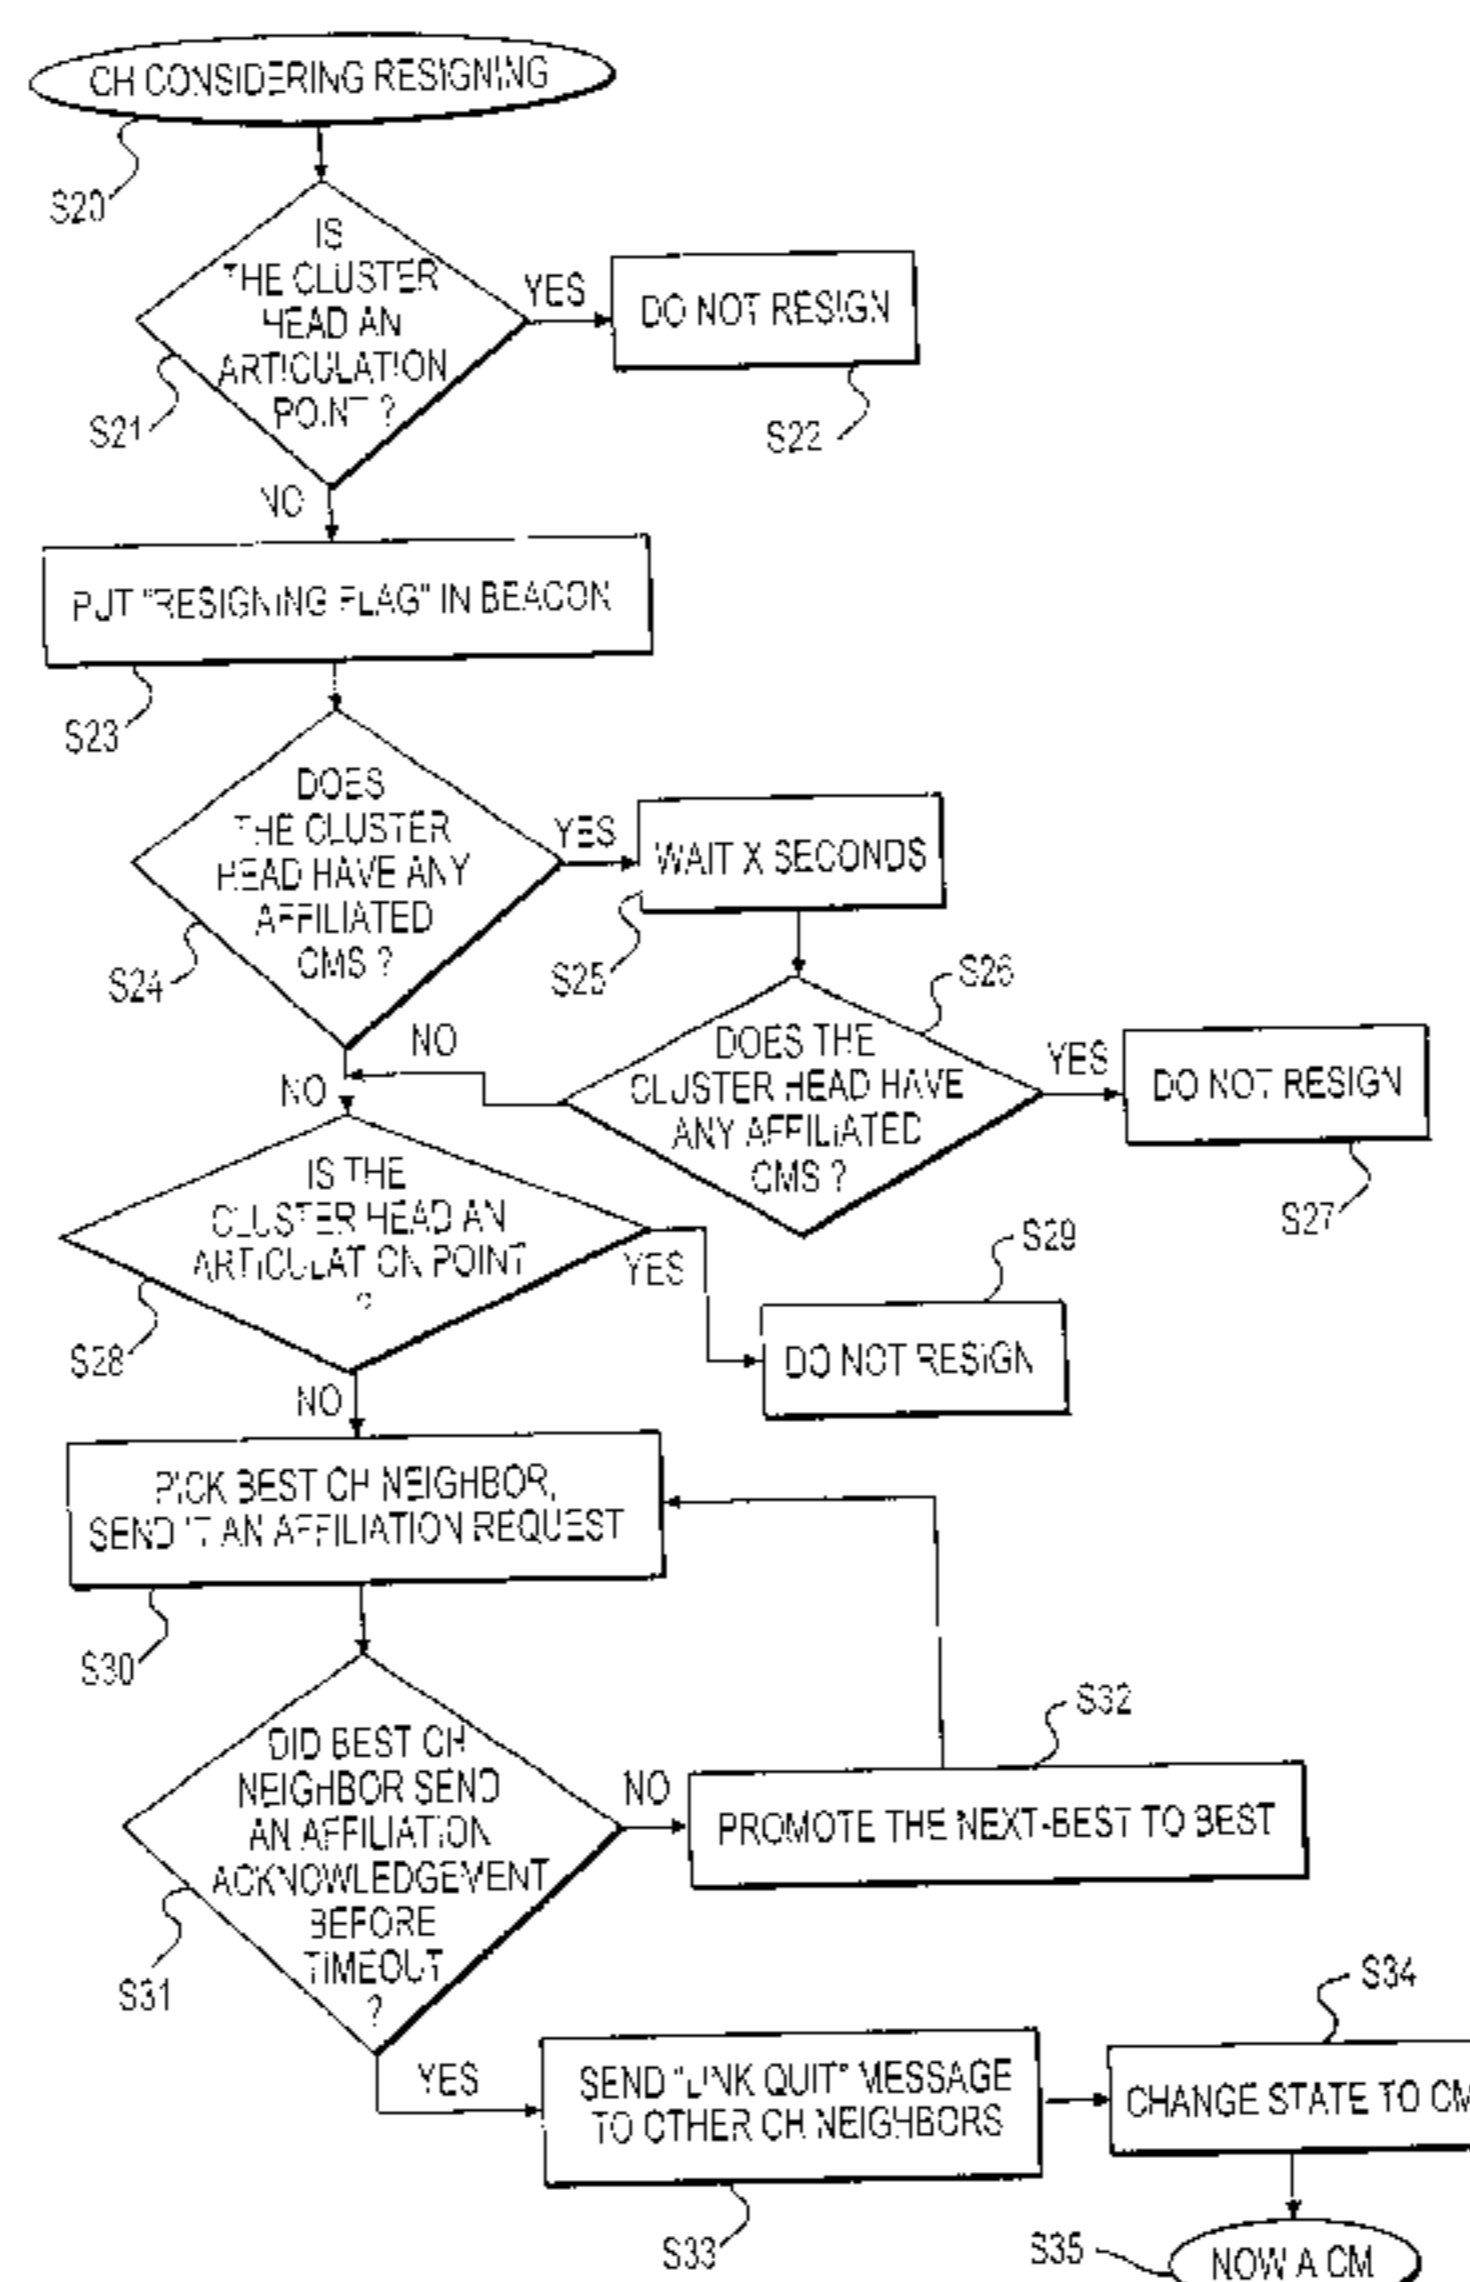 CH CONSIDERING RESIGNING
S20
IS
THE CLUSTER
HEAD AN
ARTICULATION
POINT ?
S21
YES
DO NOT RESIGN
S22
NO
PUT "RESIGNING FLAG" IN BEACON
S23
DOES
THE CLUSTER
HEAD HAVE ANY
AFFILIATED
CMS ?
S24
YES
WAIT X SECONDS
S25
S26
DOES THE
CLUSTER HEAD HAVE
ANY AFFILIATED
CMS ?
NO
YES
DO NOT RESIGN
S27
NO
IS THE
CLUSTER HEAD AN
ARTICULATION POINT
?
S28
YES
S29
DO NOT RESIGN
NO
PICK BEST CH NEIGHBOR,
SEND IT AN AFFILIATION REQUEST
S30
DID BEST CH
NEIGHBOR SEND
AN AFFILIATION
ACKNOWLEDGEMENT
BEFORE
TIMEOUT
?
S31
NO
S32
PROMOTE THE NEXT-BEST TO BEST
YES
SEND "LINK QUIT" MESSAGE
TO OTHER CH NEIGHBORS
S33
S34
CHANGE STATE TO CM
S35
NOW A CM